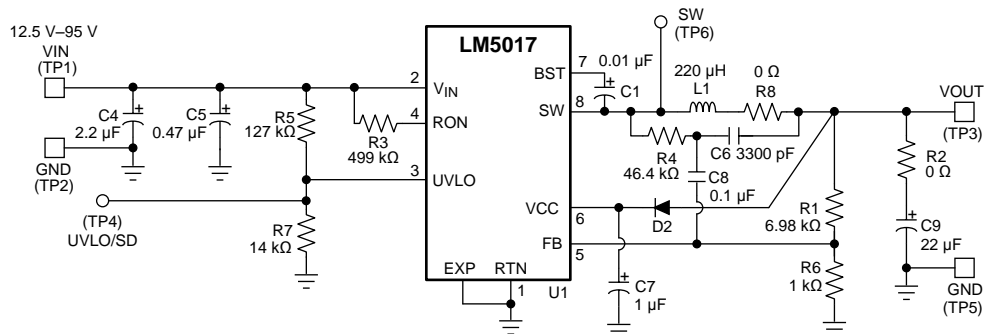 12.5 V–95 V
VIN
(TP1)
GND
(TP2)
C4
2.2 µF
C5
0.47 µF
R5
127 kΩ
R3
499 kΩ
(TP4)
UVLO/SD
R7
14 kΩ
LM5017
2
VIN
4
RON
3
UVLO
EXP
RTN
1
U1
7
BST
8
SW
VCC
6
FB
5
0.01 µF
C1
SW
(TP6)
220 µH
L1
0 Ω
R8
R4
46.4 kΩ
C6
3300 pF
C8
0.1 µF
D2
C7
1 µF
R1
6.98 kΩ
R6
1 kΩ
VOUT
(TP3)
R2
0 Ω
C9
22 µF
GND
(TP5)